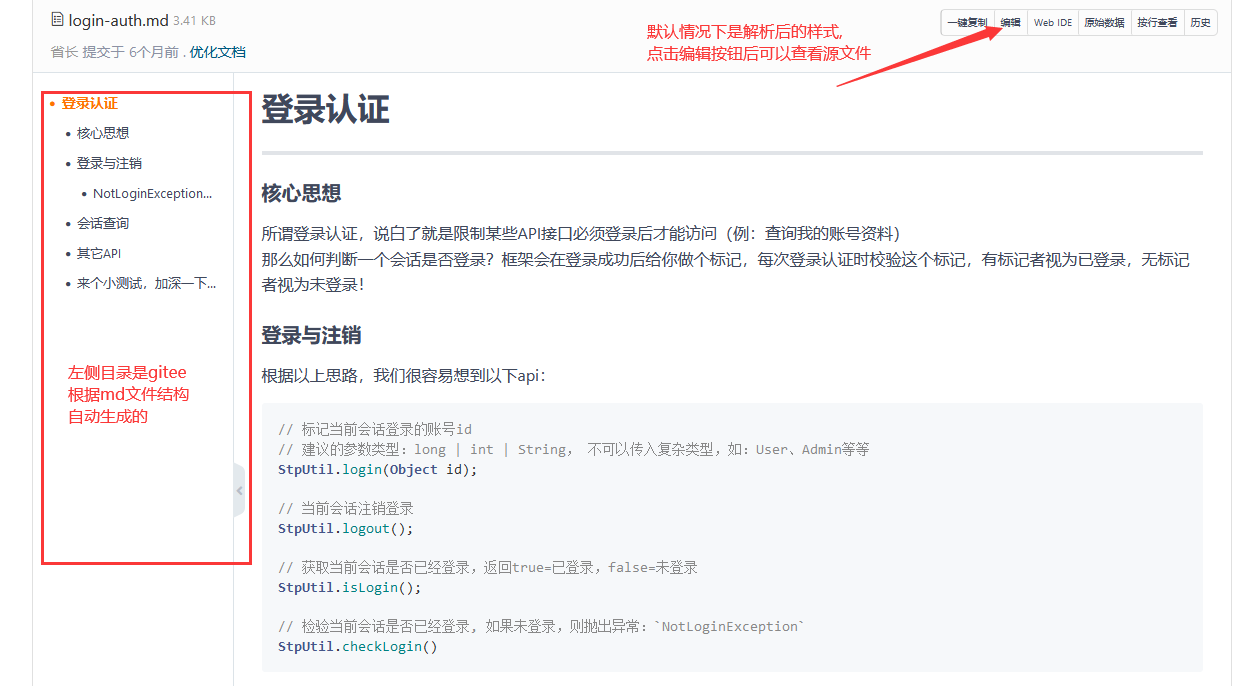 login-auth.md 3.41 KB
一键复制 编辑 Web IDE 原始数据 按行查看 历史
省长 提交于 6个月前 . 优化文档
默认情况下是解析后的样式,
点击编辑按钮后可以查看源文件
登录认证
核心思想
登录与注销
NotLoginException...
会话查询
其它API
来个小测试，加深一下...
左侧目录是gitee
根据md文件结构
自动生成的
登录认证
核心思想
所谓登录认证，说白了就是限制某些API接口必须登录后才能访问（例：查询我的账号资料）
那么如何判断一个会话是否登录？框架会在登录成功后给你做个标记，每次登录认证时校验这个标记，有标记者视为已登录，无标记
者视为未登录！
登录与注销
根据以上思路，我们很容易想到以下api：
// 标记当前会话登录的账号id
// 建议的参数类型：long | int | String， 不可以传入复杂类型，如：User、Admin等等
StpUtil.login(Object id);
// 当前会话注销登录
StpUtil.logout();
// 获取当前会话是否已经登录，返回true=已登录，false=未登录
StpUtil.isLogin();
// 检验当前会话是否已经登录, 如果未登录，则抛出异常：`NotLoginException`
StpUtil.checkLogin()